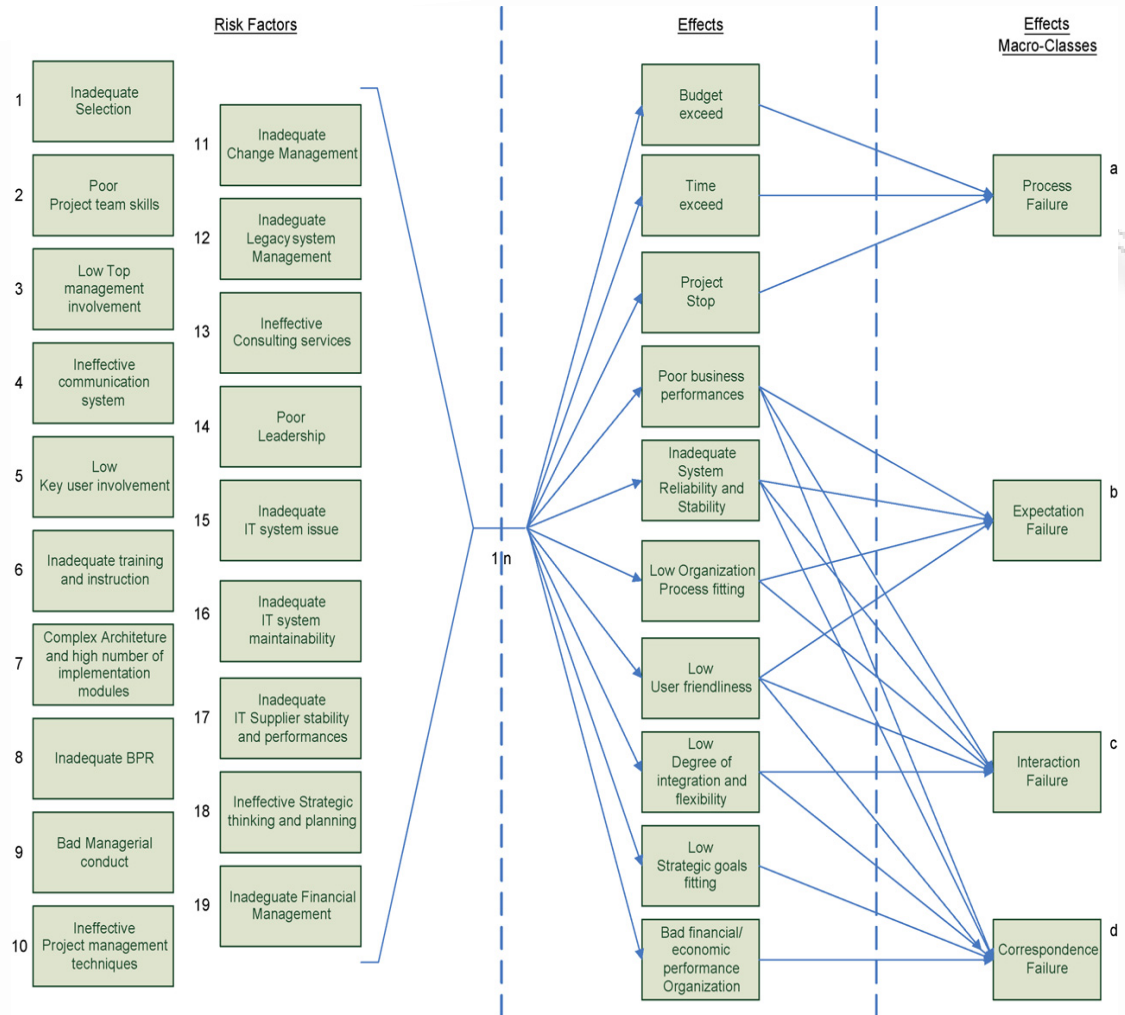 Risk Factors
1
Inadequate
Selection
2
Poor
Project team skills
3
Low Top
management
involvement
4
Ineffective
communication
system
5
Low
Key user involvement
6
Inadequate training
and instruction
7
Complex Architeture
and high number of
implementation
modules
8
Inadequate BPR
9
Bad Managerial
conduct
10
Ineffective
Project management
techniques
11
Inadequate
Change Management
12
Inadeguate
Legacy system
Management
13
Ineffective
Consulting services
14
Poor
Leadership
15
Inadequate
IT system issue
16
Inadequate
IT system
maintainability
17
Inadequate
IT Supplier stability
and performances
18
Ineffective Strategic
thinking and planning
19
Inadeguate Financial
Management
1 n
Effects
Budget
exceed
Time
exceed
Project
Stop
Poor business
performances
Inadequate
System
Reliability and
Stability
Low Organization
Process fitting
Low
User friendliness
Low
Degree of
integration and
flexibility
Low
Strategic goals
fitting
Bad financial/
economic
performance
Organization
Effects
Macro-Classes
a
Process
Failure
b
Expectation
Failure
c
Interaction
Failure
d
Correspondence
Failure